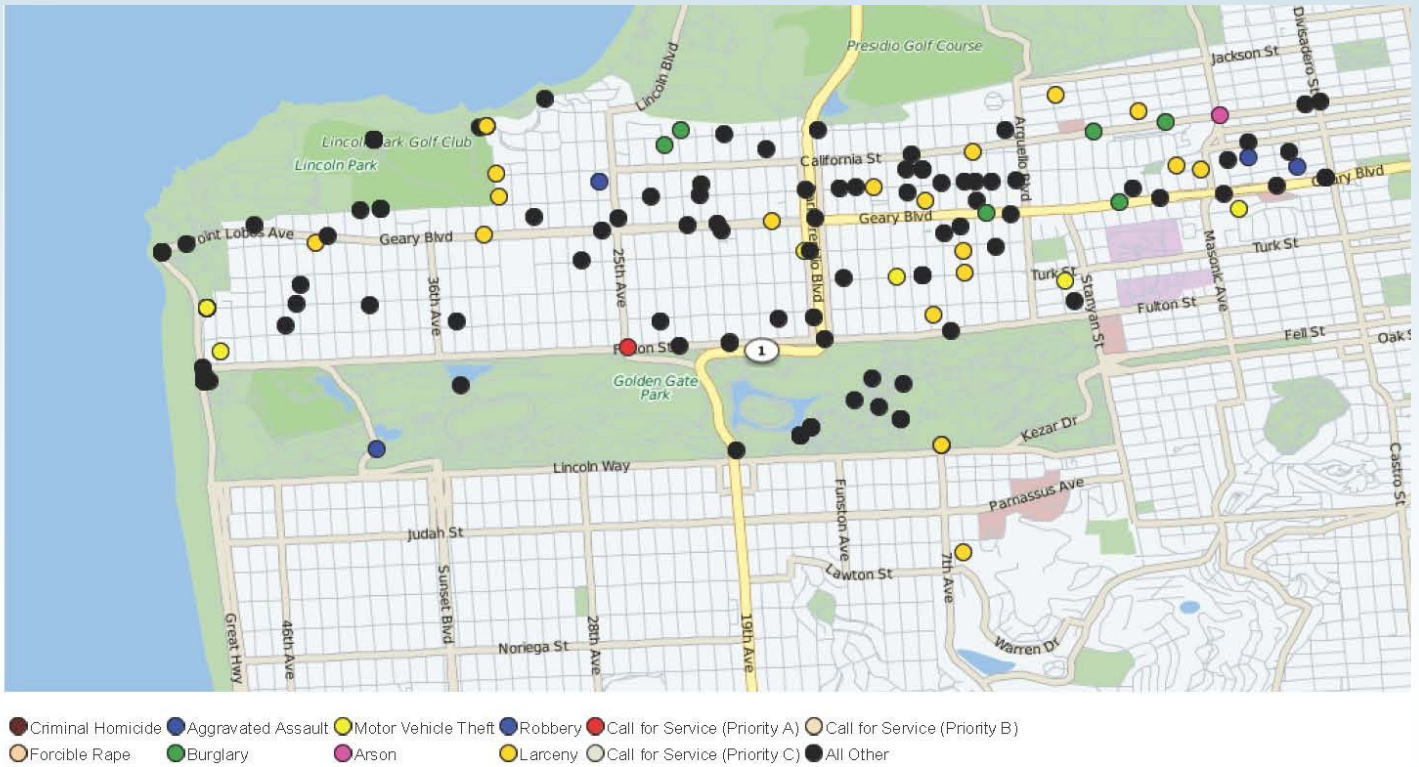 Presidio Golf Course
Divisadero St
Jackson St
Lincoln Blvd
Arguello Blvd
Lincoln Park Golf Club
Lincoln Park
California St
Geary Blvd
Geary Blvd
Point Lobos Ave
Geary Blvd
Presidio Blvd
Masonic Ave
Turk St
Turk St
25th Ave
36th Ave
Stanyan St
Fulton St
Fell St
Oak S
Fulton St
1
Golden Gate
Park
Kezar Dr
Lincoln Way
Castro St
Parnassus Ave
Funston Ave
Judah St
7th Ave
Lawton St
Sunset Blvd
Great Hwy
46th Ave
28th Ave
19th Ave
Noriega St
Warren Dr
Criminal Homicide Aggravated Assault Motor Vehicle Theft Robbery Call for Service (Priority A) Call for Service (Priority B)
Forcible Rape Burglary Arson Larceny Call for Service (Priority C) All Other